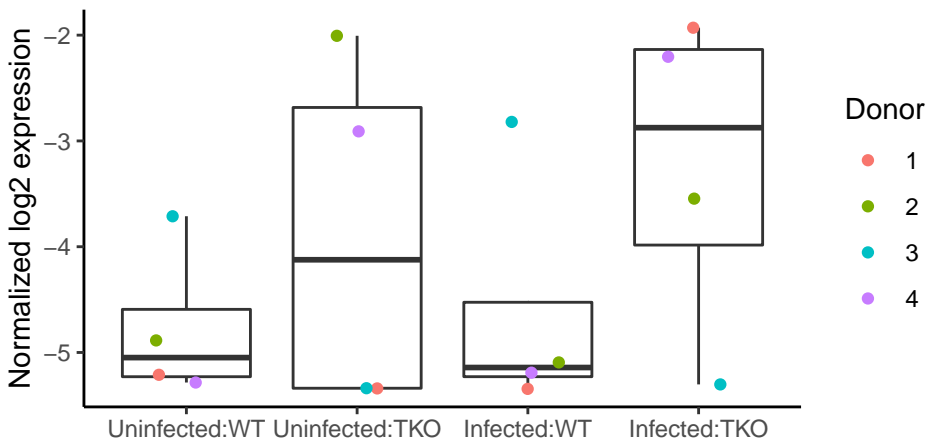 Normalized log2 expression
−2
−3
−4
−5
Uninfected:WT
Uninfected:TKO
Infected:WT
Infected:TKO
Donor
1
2
3
4